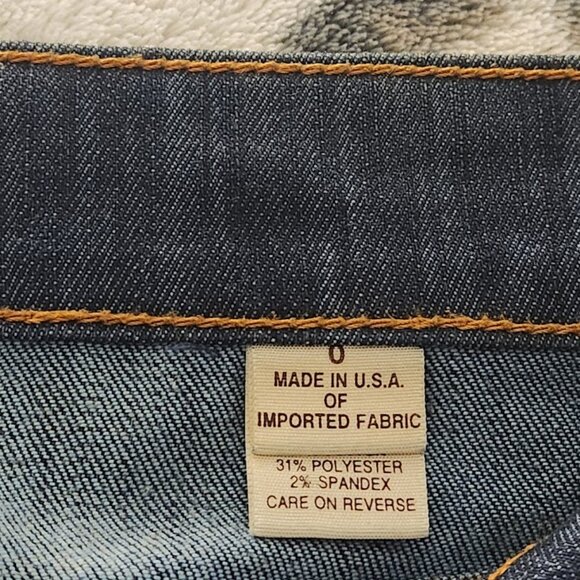 0
MADE IN U.S.A.
OF
IMPORTED FABRIC
31% POLYESTER
2% SPANDEX
CARE ON REVERSE